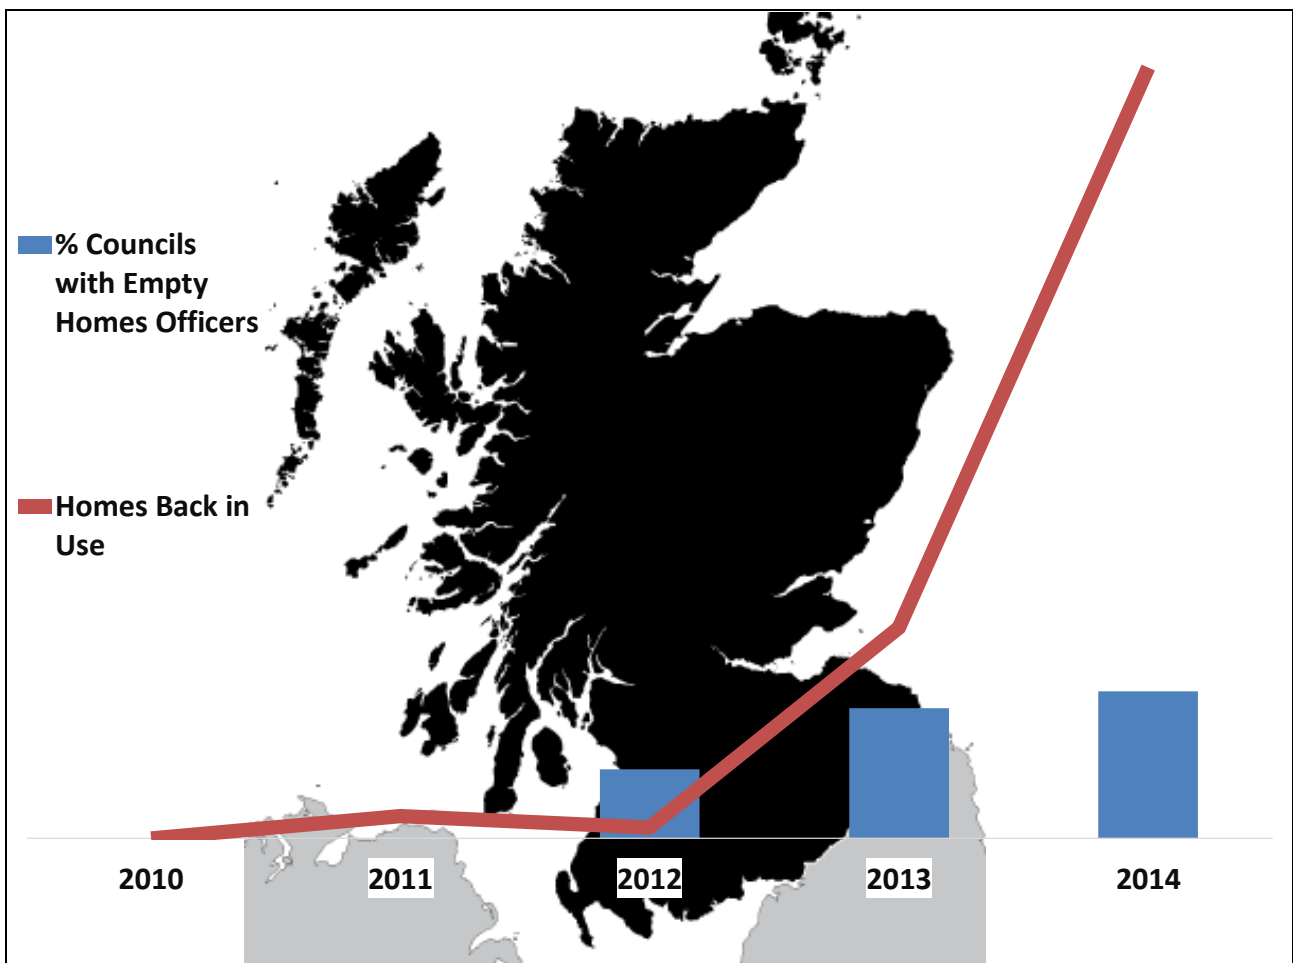 % Councils
with Empty
Homes Officers
Homes Back in
Use
2010 2011 2012 2013 2014